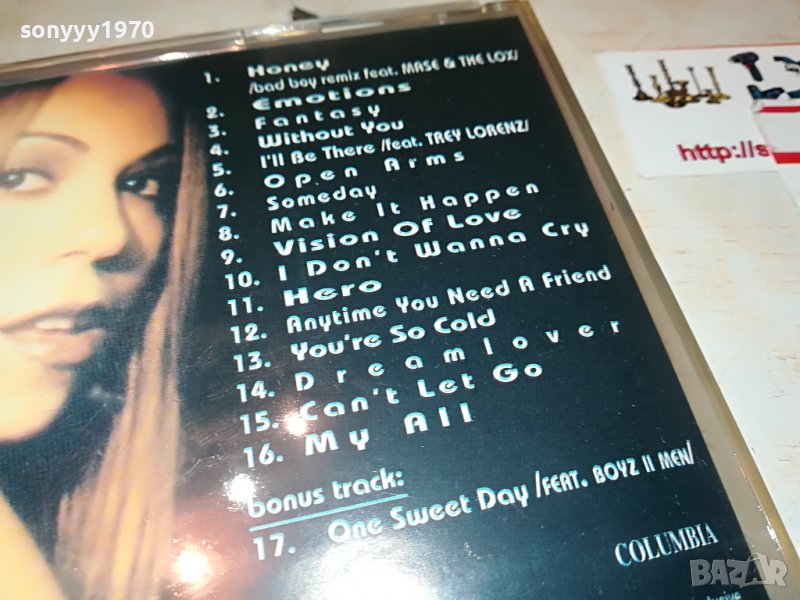 sonyyy1970
1. Honey
/bad boy remix feat. MASE & THE LOX/
2. Emotions
3. Fantasy
4. Without You
5. I'll Be There /feat. TREY LORENZ/
6. Open Arms
7. Someday
8. Make It Happen
9. Vision Of Love
10. I Don't Wanna Cry
11. Hero
12. Anytime You Need A Friend
13. You're So Cold
14. Dreamlover
15. Can't Let Go
16. My All
bonus track:
17. One Sweet Day /FEAT. BOYZ II MEN/
COLUMBIA
http://s
BAZAR